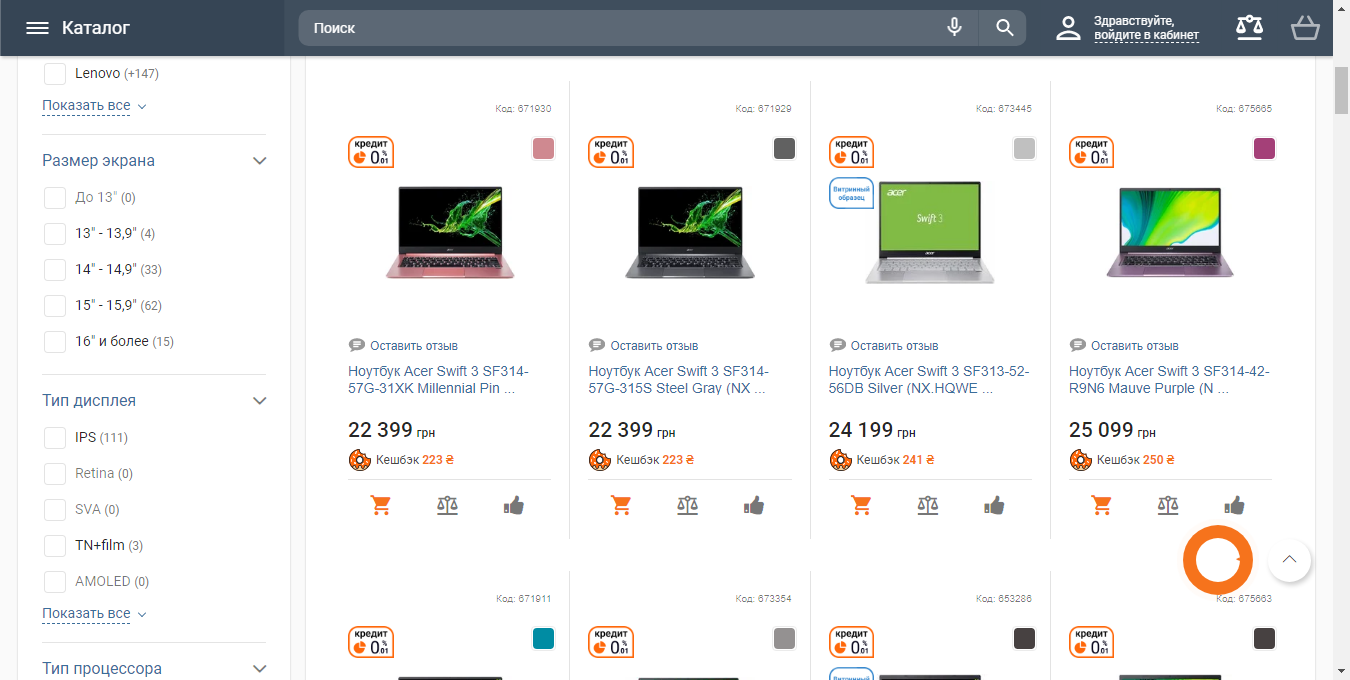 Каталог
Поиск
Здравствуйте,
войдите в кабинет
Lenovo (+147)
Показать все
Размер экрана
До 13" (0)
13" - 13,9" (4)
14" - 14,9" (33)
15" - 15,9" (62)
16" и более (15)
Тип дисплея
IPS (111)
Retina (0)
SVA (0)
TN+film (3)
AMOLED (0)
Показать все
Тип процессора
Код: 671930
кредит
0,01%
Оставить отзыв
Ноутбук Acer Swift 3 SF314-
57G-31XK Millennial Pin ...
22 399 грн
Кешбэк 223 ₴
Код: 671929
кредит
0,01%
Оставить отзыв
Ноутбук Acer Swift 3 SF314-
57G-315S Steel Gray (NX ...
22 399 грн
Кешбэк 223 ₴
Код: 673445
кредит
0,01%
Витринный
образец
acer
Swift 3
Оставить отзыв
Ноутбук Acer Swift 3 SF313-52-
56DB Silver (NX.HQWE ...
24 199 грн
Кешбэк 241 ₴
Код: 675665
кредит
0,01%
Оставить отзыв
Ноутбук Acer Swift 3 SF314-42-
R9N6 Mauve Purple (N ...
25 099 грн
Кешбэк 250 ₴
Код: 671911
кредит
0,01%
Код: 673354
кредит
0,01%
Код: 653286
кредит
0,01%
Витринный
Код: 675663
кредит
0,01%